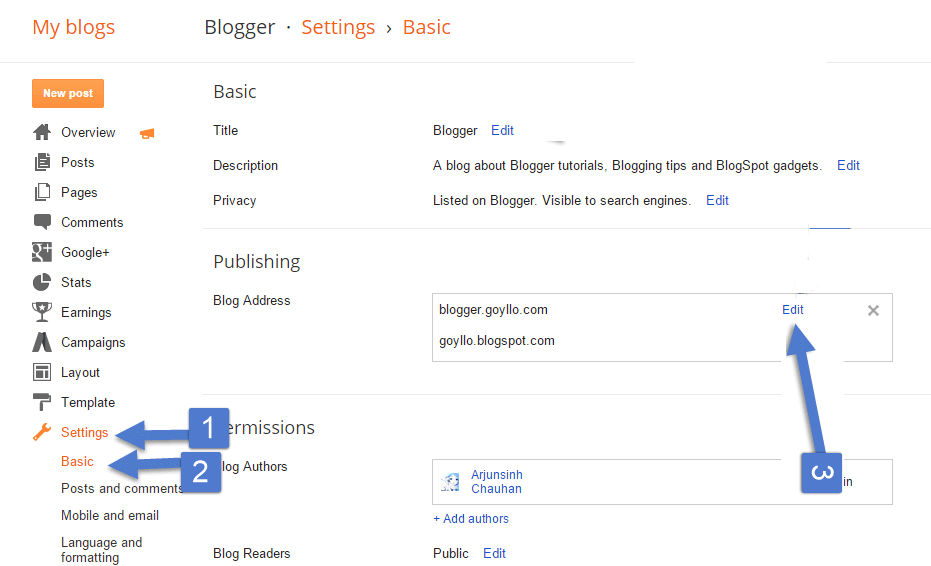 My blogs
Blogger · Settings › Basic
New post
Overview
Posts
Pages
Comments
Google+
Stats
Earnings
Campaigns
Layout
Template
Settings
Basic
Posts and comments
Mobile and email
Language and
formatting
Basic
Title
Blogger Edit
Description
A blog about Blogger tutorials, Blogging tips and BlogSpot gadgets. Edit
Privacy
Listed on Blogger. Visible to search engines. Edit
Publishing
Blog Address
blogger.goyllo.com Edit
goyllo.blogspot.com
1
ermissions
2
log Authors
Arjunsinh
Chauhan
3
in
+ Add authors
Blog Readers
Public Edit